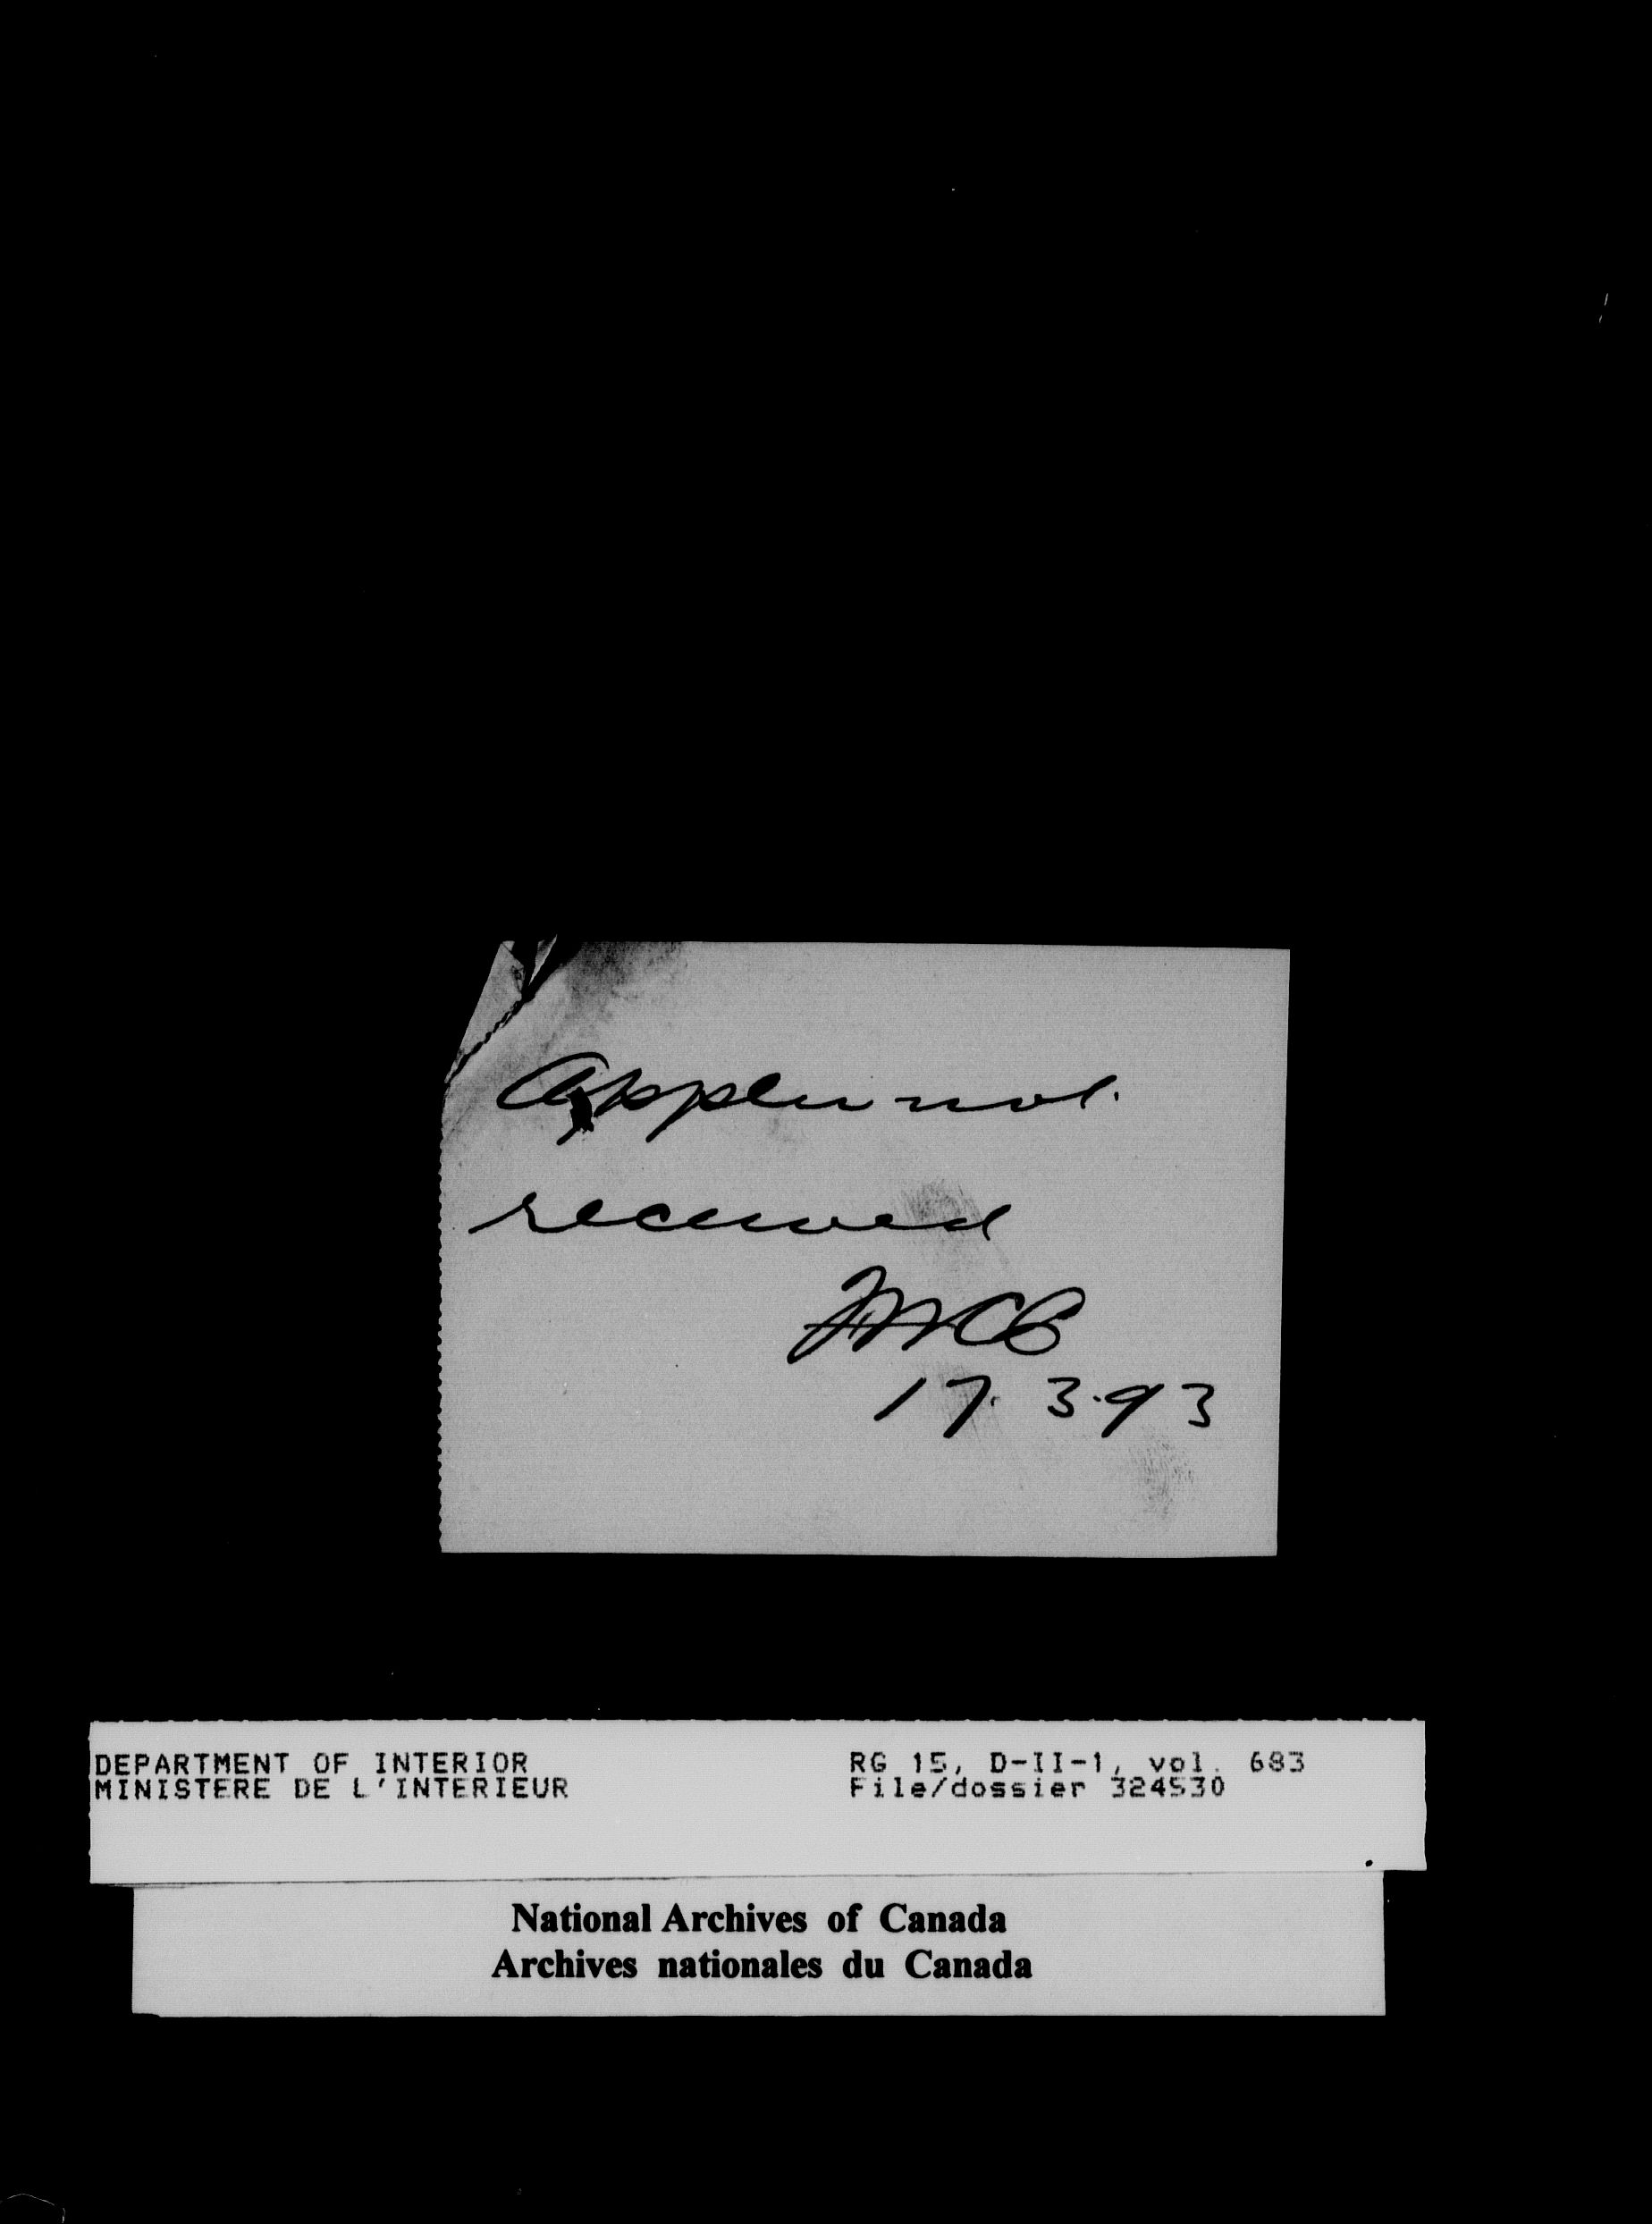 Applen not
received
17.3.93
DEPARTMENT OF INTERIOR
MINISTERE DE L'INTERIEUR
RG 15, D-II-1, vol. 683
File/dossier 324530
National Archives of Canada
Archives nationales du Canada